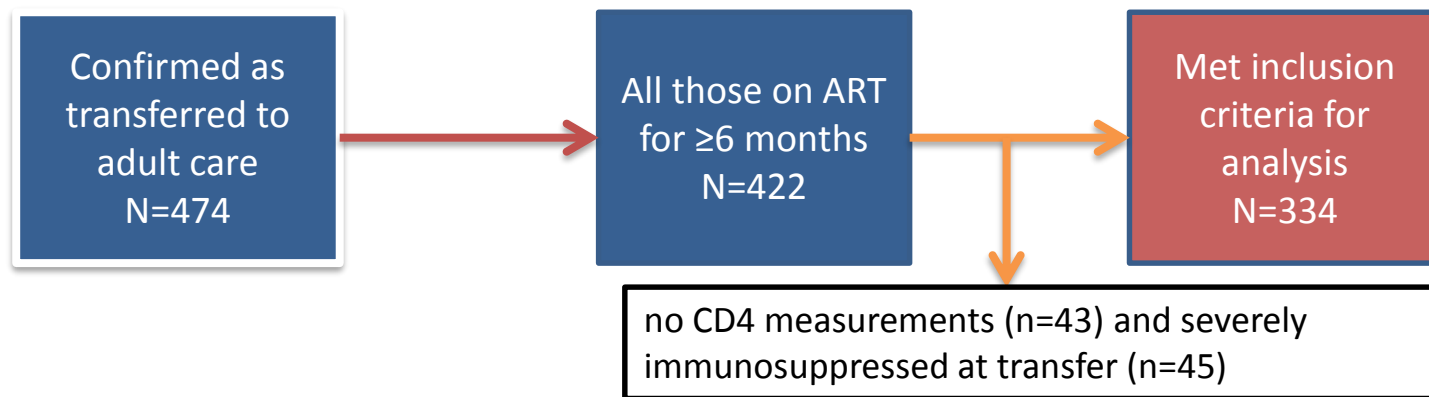 Confirmed as
transferred to
adult care
N=474
All those on ART
for ≥6 months
N=422
Met inclusion
criteria for
analysis
N=334
no CD4 measurements (n=43) and severely
immunosuppressed at transfer (n=45)